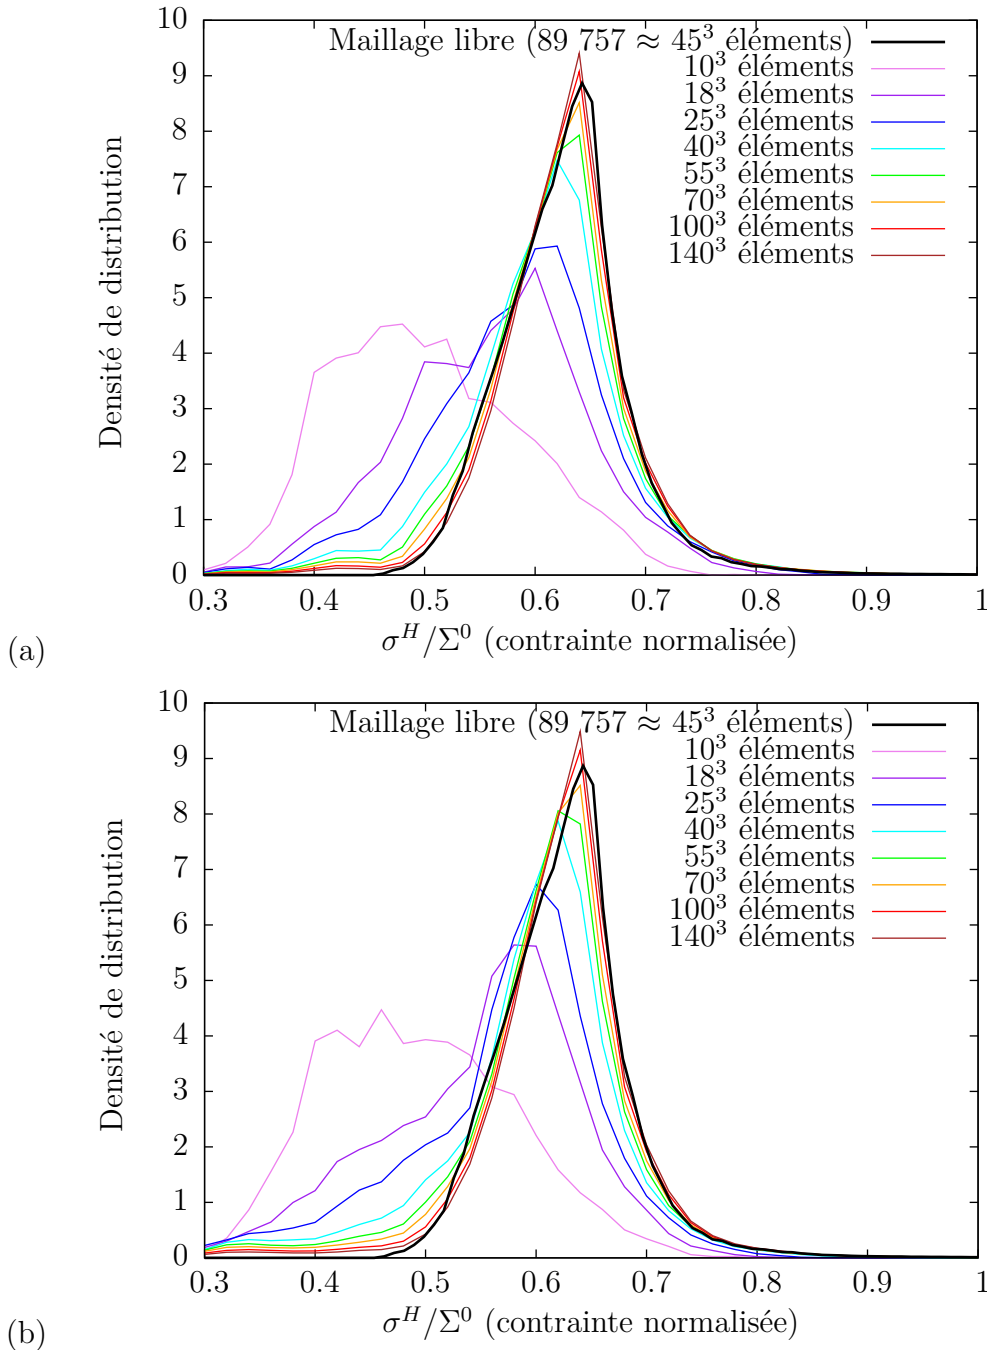 10
9
8
7
6
5
4
3
2
1
0
Densité de distribution
Maillage libre (89 757 ≈ 45³ éléments)
10³ éléments
18³ éléments
25³ éléments
40³ éléments
55³ éléments
70³ éléments
100³ éléments
140³ éléments
0.3 0.4 0.5 0.6 0.7 0.8 0.9 1
σᴴ/Σ⁰ (contrainte normalisée)
(a)
10
9
8
7
6
5
4
3
2
1
0
Densité de distribution
Maillage libre (89 757 ≈ 45³ éléments)
10³ éléments
18³ éléments
25³ éléments
40³ éléments
55³ éléments
70³ éléments
100³ éléments
140³ éléments
0.3 0.4 0.5 0.6 0.7 0.8 0.9 1
σᴴ/Σ⁰ (contrainte normalisée)
(b)